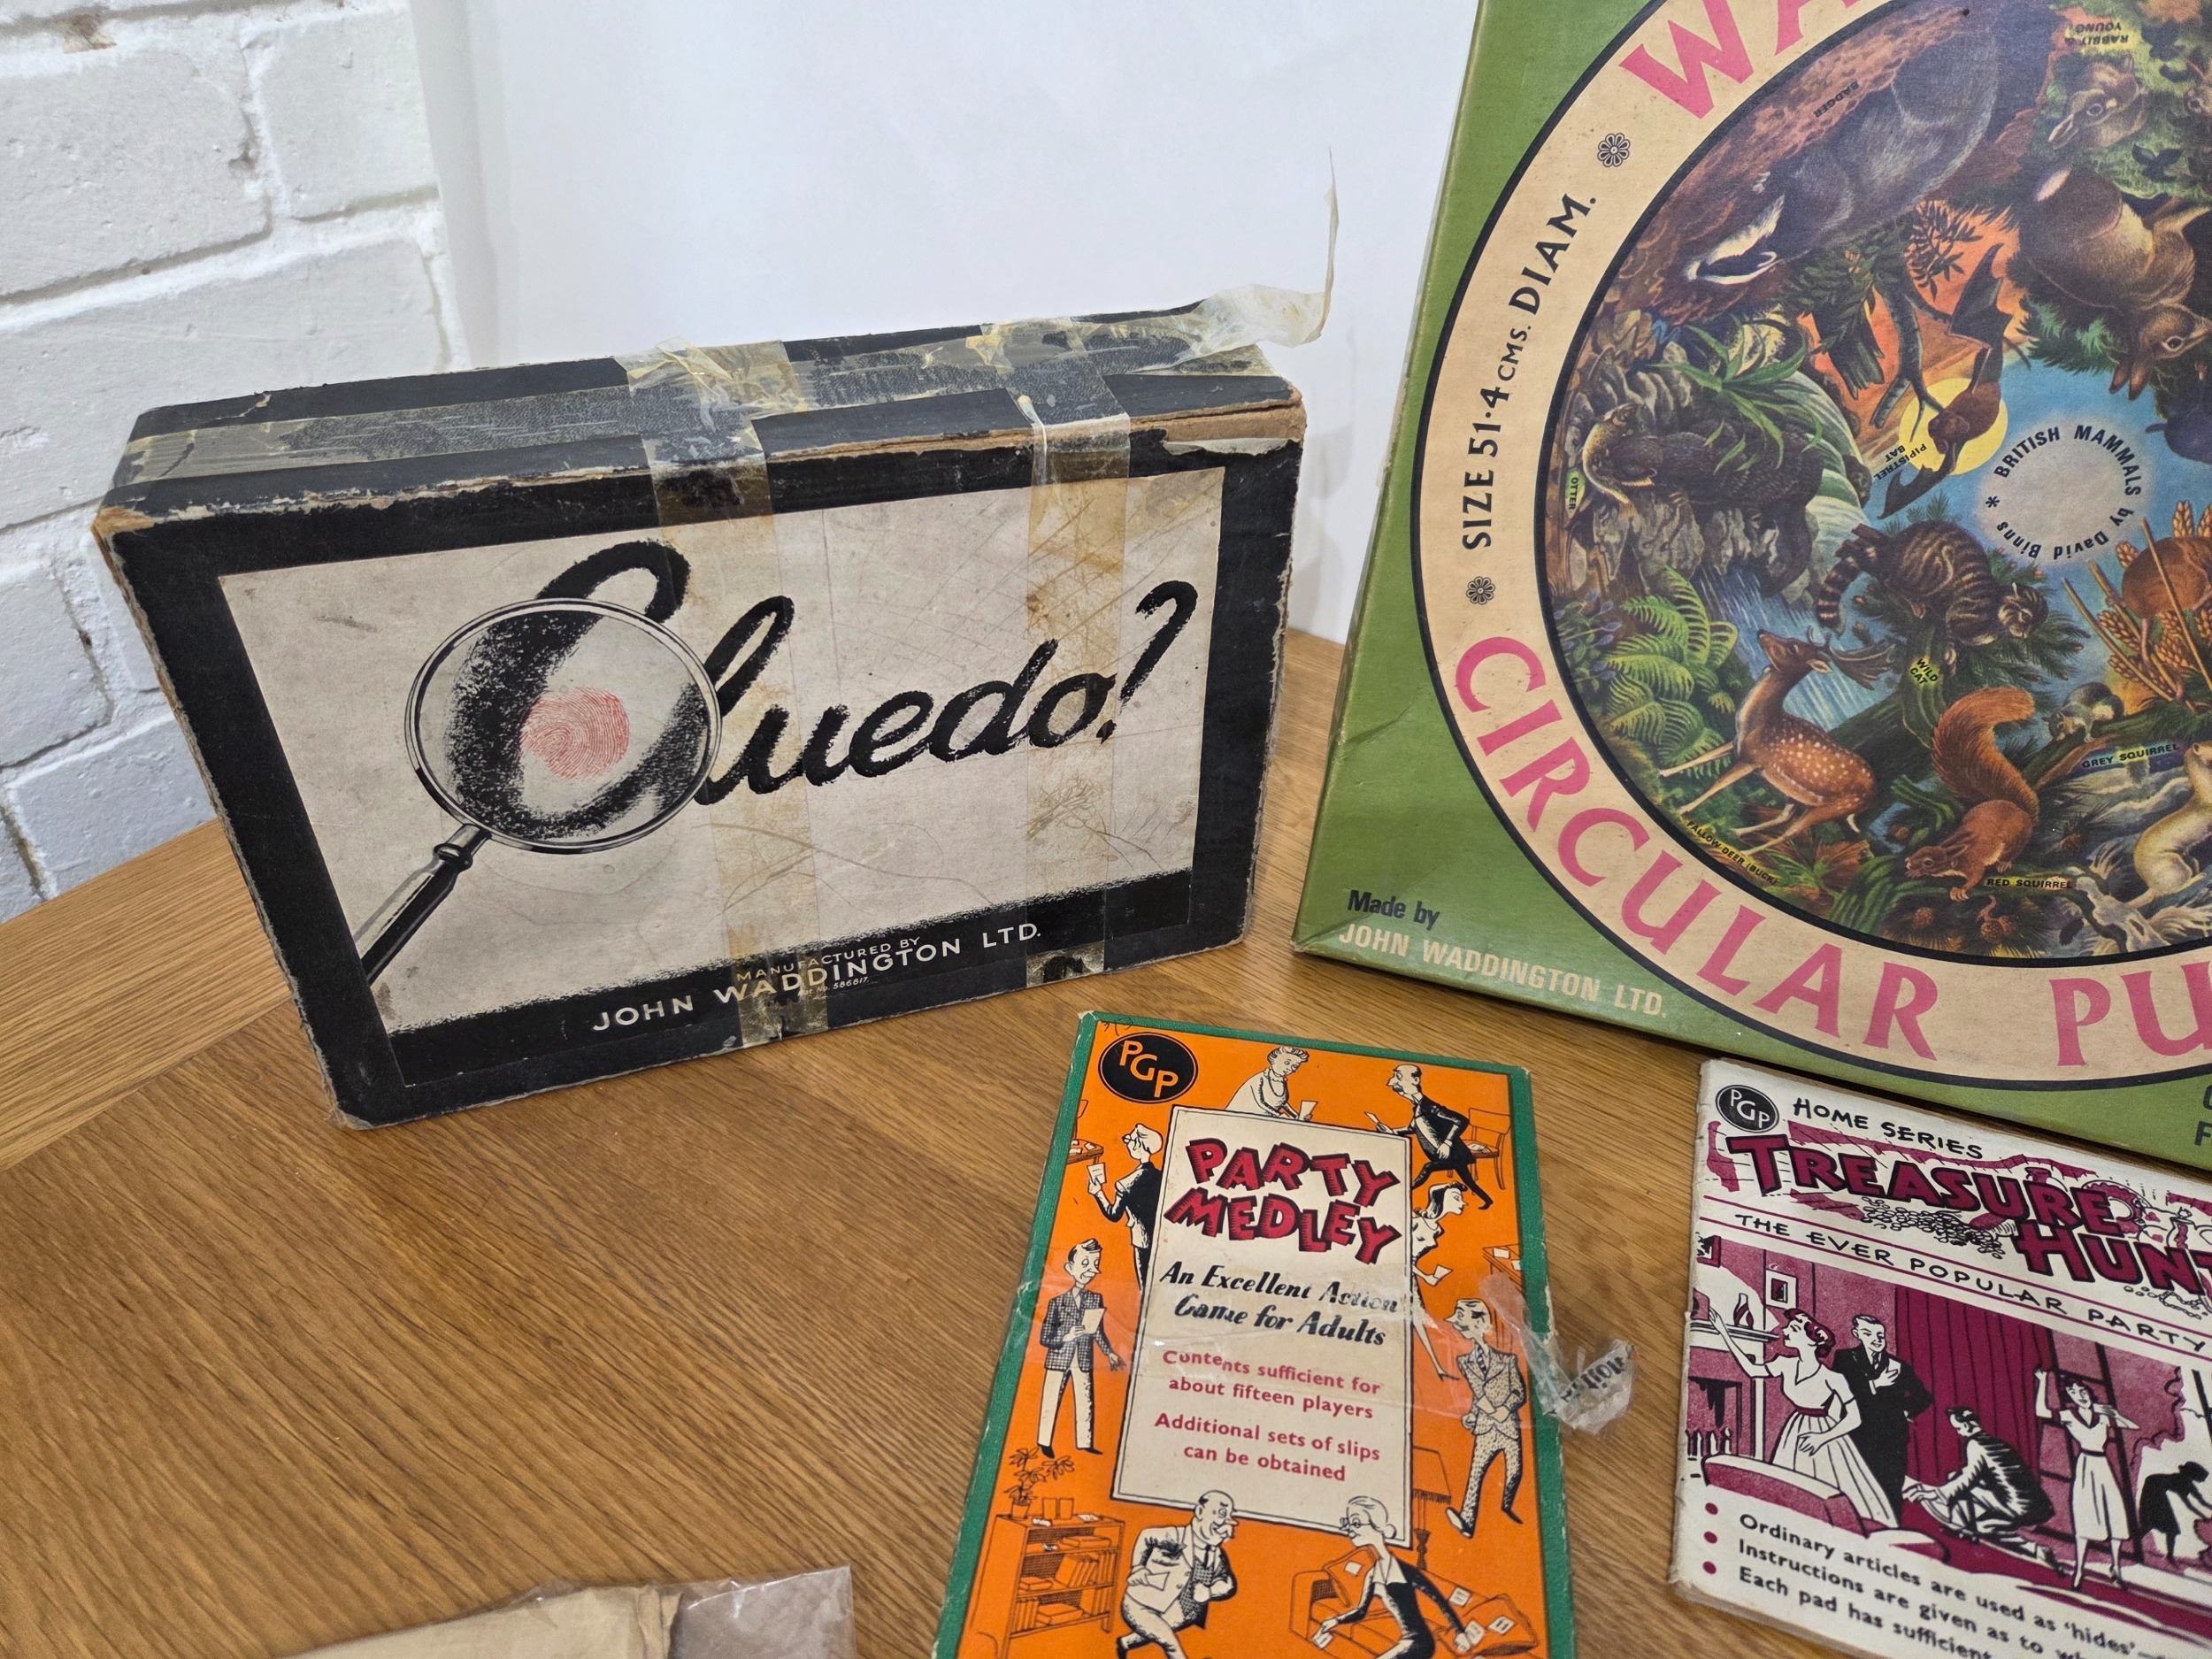 Cluedo?
MANUFACTURED BY
JOHN WADDINGTON LTD.
SIZE 51·4 CMS. DIAM.
WA
CIRCULAR PU
BRITISH MAMMALS by David Binns *
RABBIT &
YOUNG
BADGER
OTTER
PIPISTREL
BAT
WILD
CAT
GREY SQUIRREL
RED SQUIRREL
FALLOW DEER (BUCK)
Made by
JOHN WADDINGTON LTD.
PGP
PARTY
MEDLEY
An Excellent Action
Game for Adults
Contents sufficient for
about fifteen players
Additional sets of slips
can be obtained
PGP
HOME SERIES
TREASURE
HUNT
THE EVER POPULAR PARTY
• Ordinary articles are used as 'hides'
• Instructions are given as to wh
• Each pad has sufficient